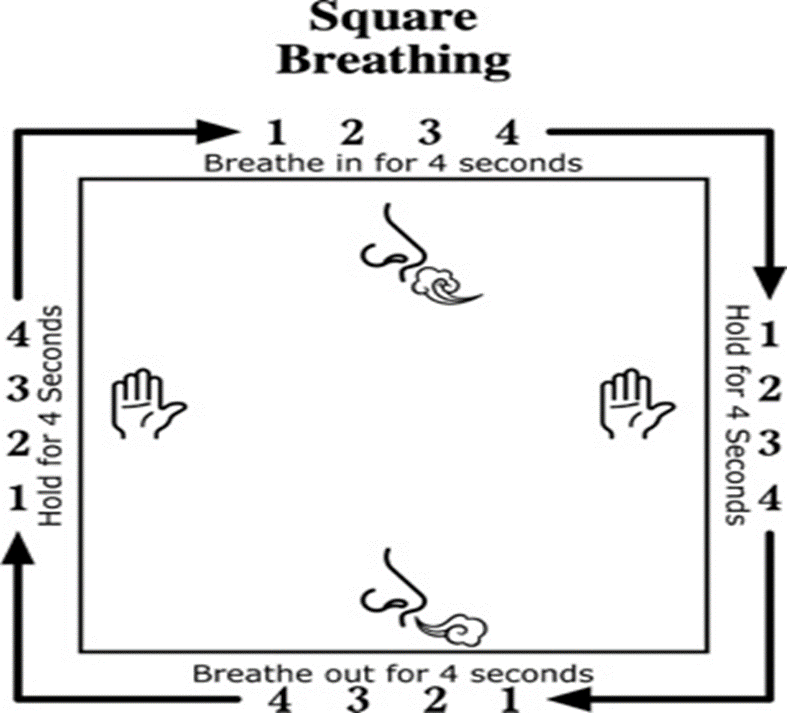 Square
Breathing
1 2 3 4
Breathe in for 4 seconds
1
2
3
4
Hold for 4 Seconds
Breathe out for 4 seconds
4 3 2 1
4
3
2
1
Hold for 4 Seconds